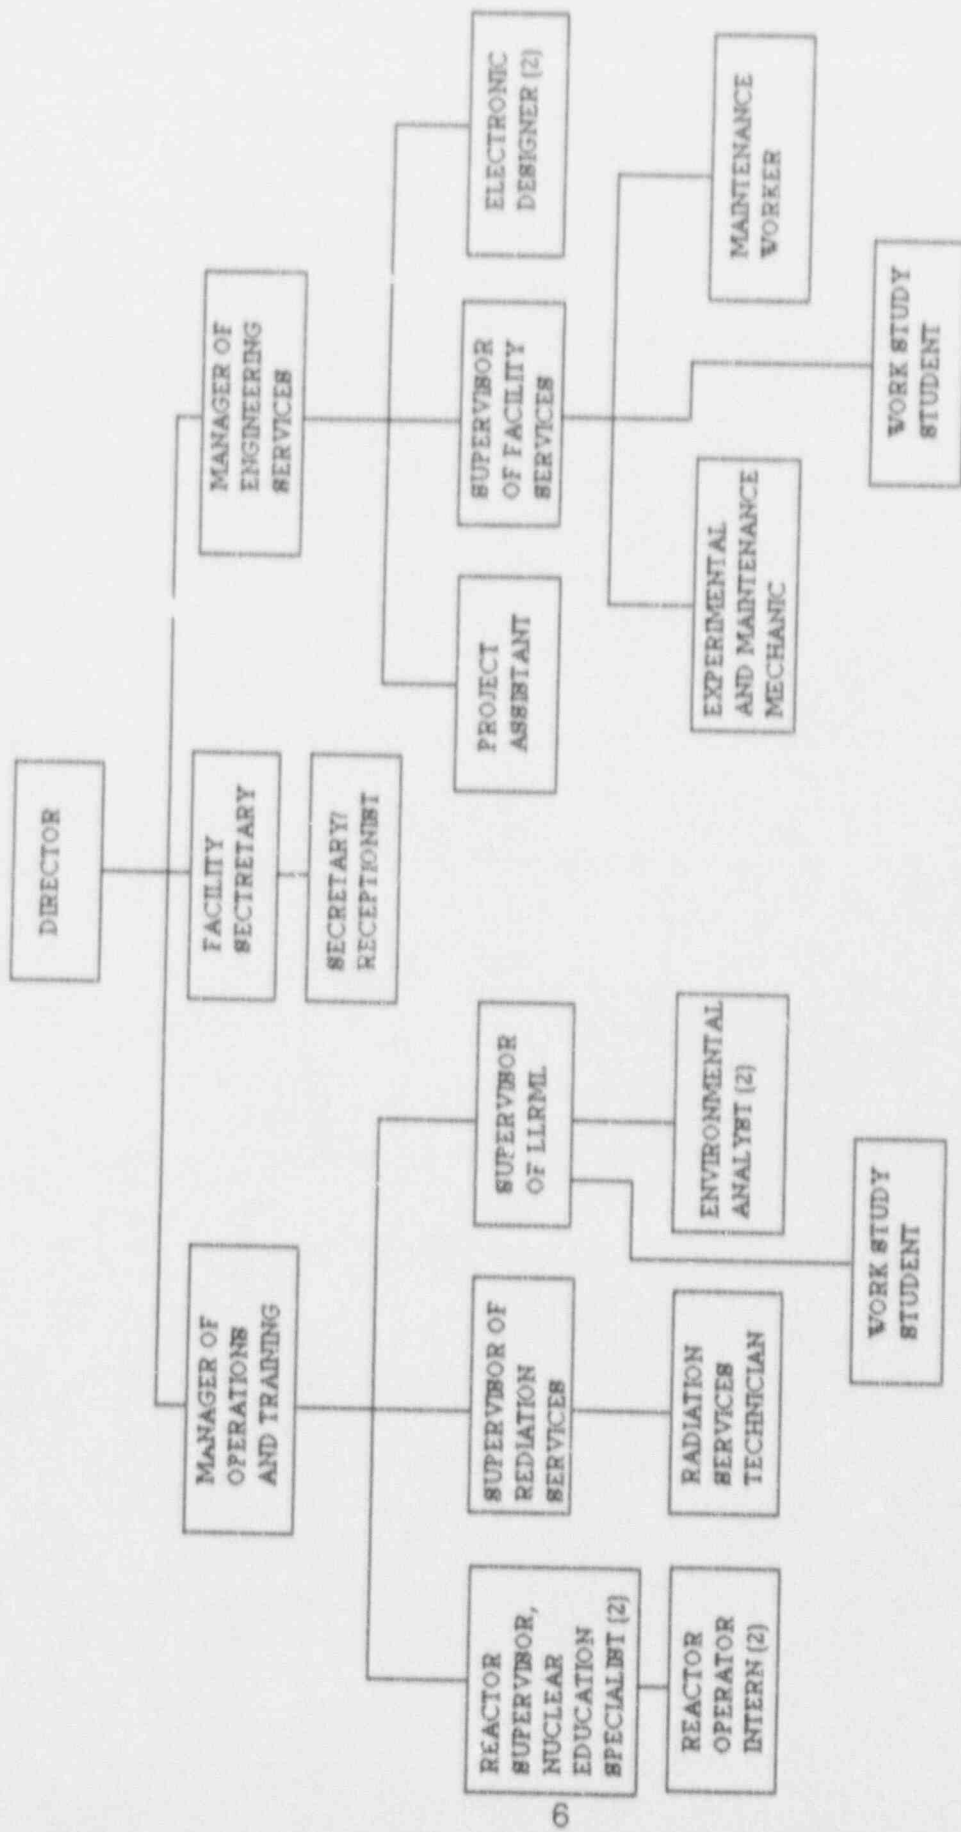 DIRECTOR
FACILITY
SECTRETARY
SECRETARY/
RECEPTIONIST
MANAGER OF
OPERATIONS
AND TRAINING
MANAGER OF
ENGINEERING
SERVICES
REACTOR
SUPERVISOR,
NUCLEAR
EDUCATION
SPECIALIST (2)
SUPERVISOR OF
REDIATION
SERVICES
SUPERVISOR
OF LLRML
PROJECT
ASSISTANT
SUPERVISOR
OF FACILITY
SERVICES
ELECTRONIC
DESIGNER (2)
REACTOR
OPERATOR
INTERN (2)
RADIATION
SERVICES
TECHNICIAN
ENVIRONMENTAL
ANALYST (2)
EXPERIMENTAL
AND MAINTENANCE
MECHANIC
MAINTENANCE
WORKER
WORK STUDY
STUDENT
WORK STUDY
STUDENT
6